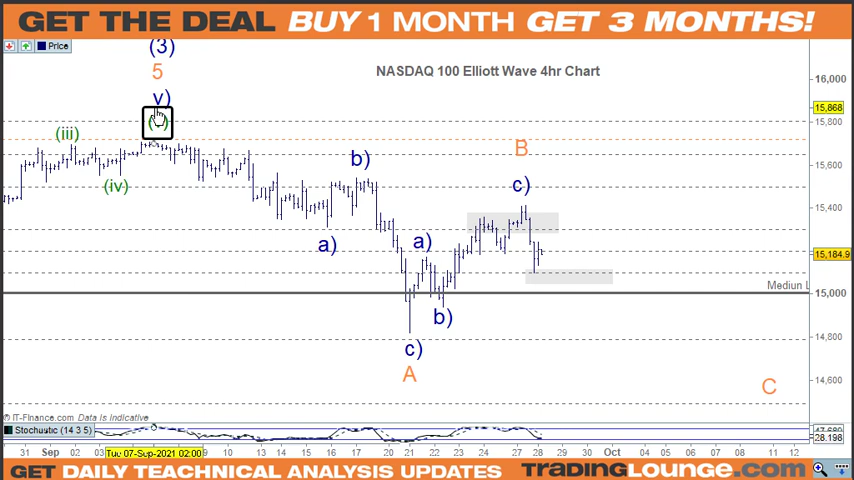 GET THE DEAL BUY 1 MONTH GET 3 MONTHS!
Price
(3)
5
v)
NASDAQ 100 Elliott Wave 4hr Chart
(iii)
(iv)
b)
a)
a)
b)
c)
A
B
c)
C
16,000
15,868
15,800
15,600
15,400
15,184.9
15,000
14,800
14,600
Mediun L
© IT-Finance.com Data is Indicative
Stochastic (14 3 5)
28.198
31 Sep 02 03
Tue 07-Sep-2021 02:00
10 13 14 15 16 17 20 21 22 23 24 27 28 29 30 Oct 04 05 06 07 08 11 12
GET DAILY TEACHNICAL ANALYSIS UPDATES TRADINGLOUNGE.com